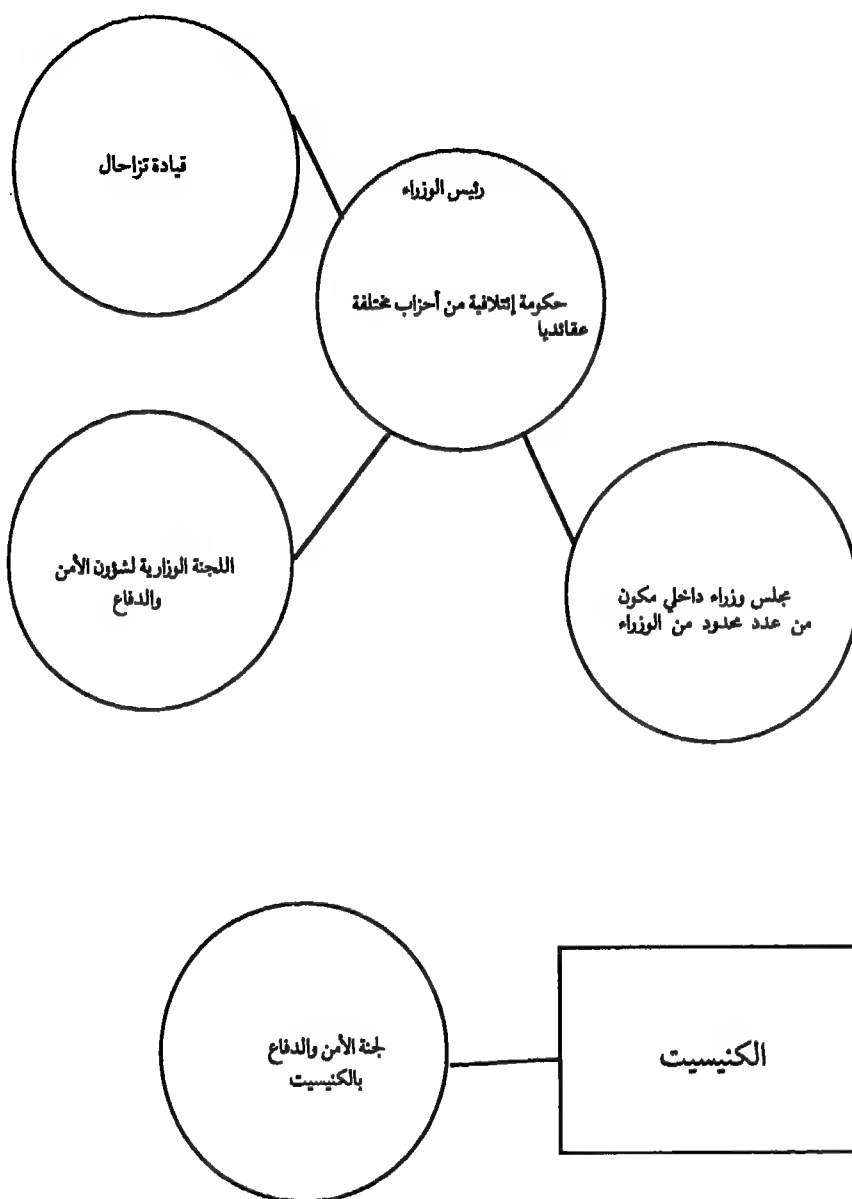 قيادة تزاحال
رئيس الوزراء
حكومة إئتلافية من أحزاب مختلفة
عقائديا
اللجنة الوزارية لشؤون الأمن
والدفاع
مجلس وزراء داخلي مكون
من عدد محدود من الوزراء
لجنة الأمن والدفاع
بالكنيسيت
الكنيسيت